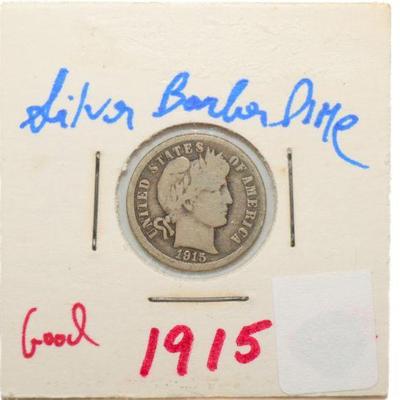 Silver Barber Dime
UNITED STATES OF AMERICA
1915
Good
1915